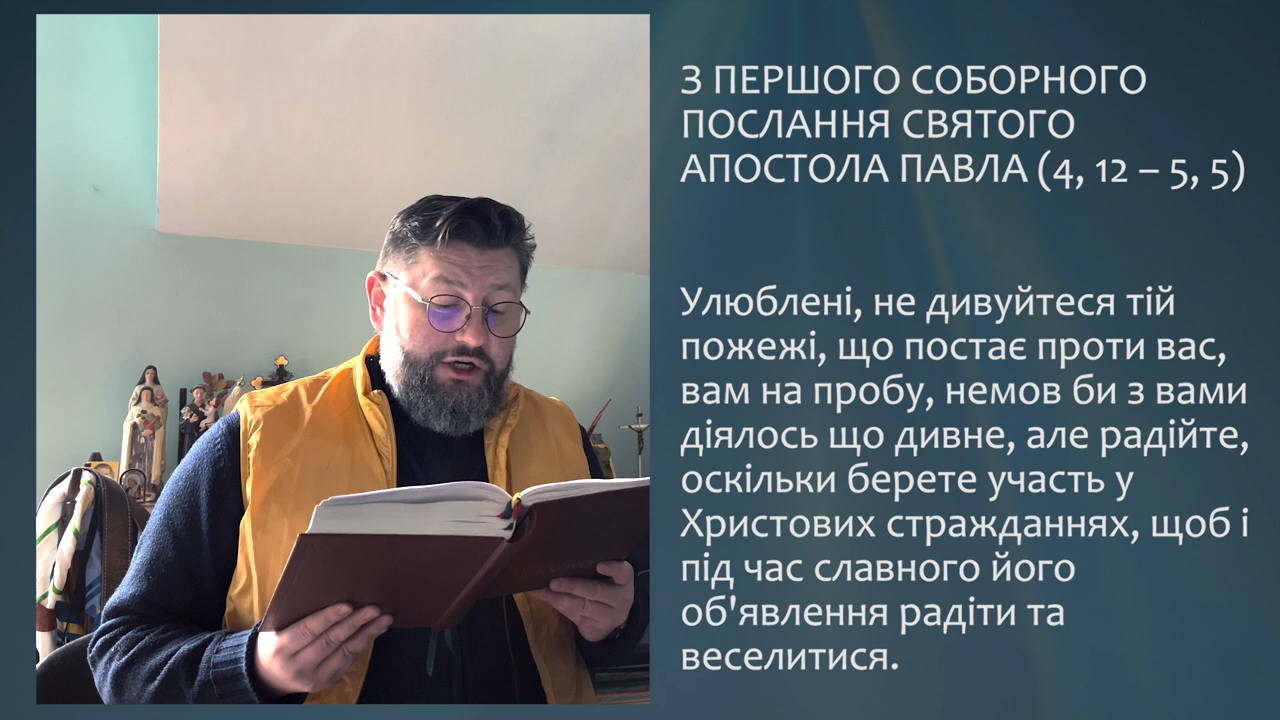 З ПЕРШОГО СОБОРНОГО
ПОСЛАННЯ СВЯТОГО
АПОСТОЛА ПАВЛА (4, 12 – 5, 5)
Улюблені, не дивуйтеся тій
пожежі, що постає проти вас,
вам на пробу, немов би з вами
діялось що дивне, але радійте,
оскільки берете участь у
Христових стражданнях, щоб і
під час славного його
об'явлення радіти та
веселитися.